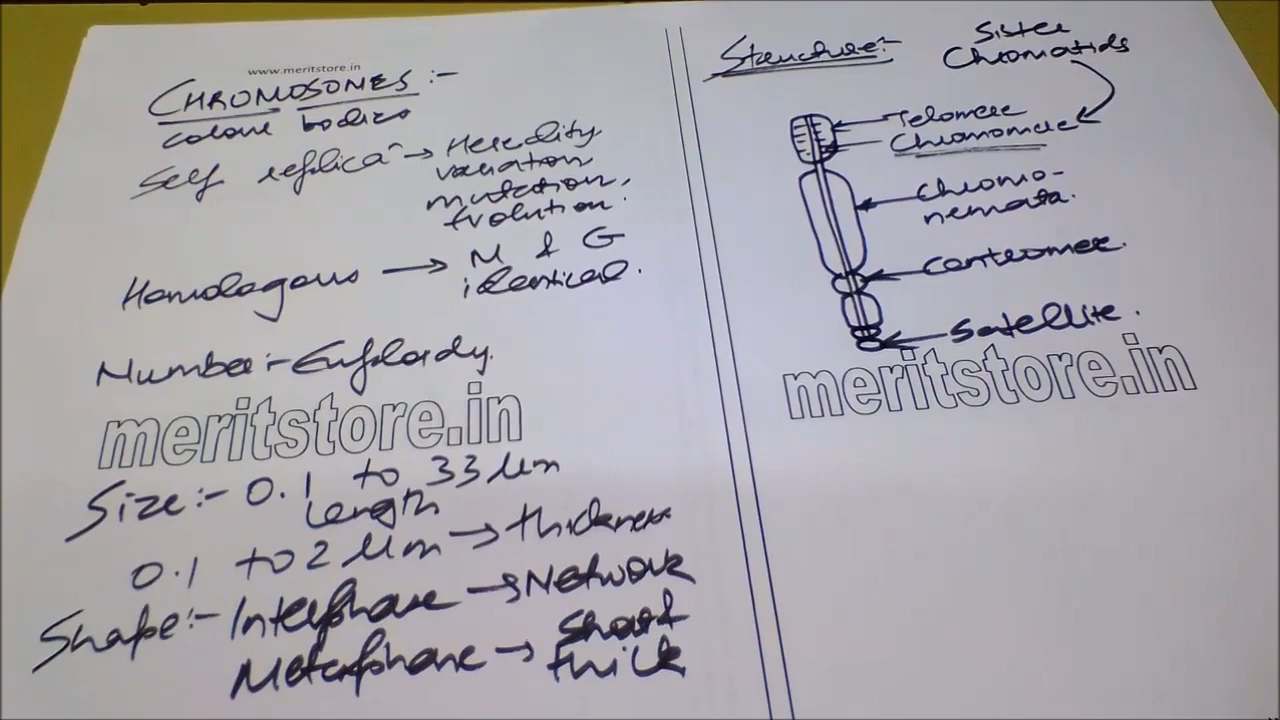 www.meritstore.in
CHROMOSOMES :-
colour bodies
Self replica → Heredity
variation
mutation,
Evolution.
Homologous → M & G
identical.
Number :- Euploidy.
meritstore.in
Size :- 0.1 to 33 μm
Length
0.1 to 2 μm → thickness
Shape :- Interphase → Network
Metaphase → Short
thick
Structure :-
Sister
Chromatids
Telomere
Chromomere
Chromo-
nemata.
Centromere.
Satellite.
meritstore.in